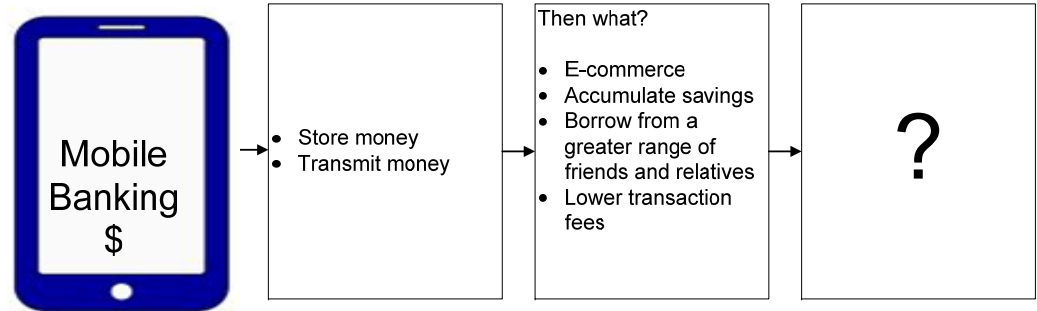 Mobile
Banking
$
• Store money
• Transmit money
Then what?
• E-commerce
• Accumulate savings
• Borrow from a
greater range of
friends and relatives
• Lower transaction
fees
?